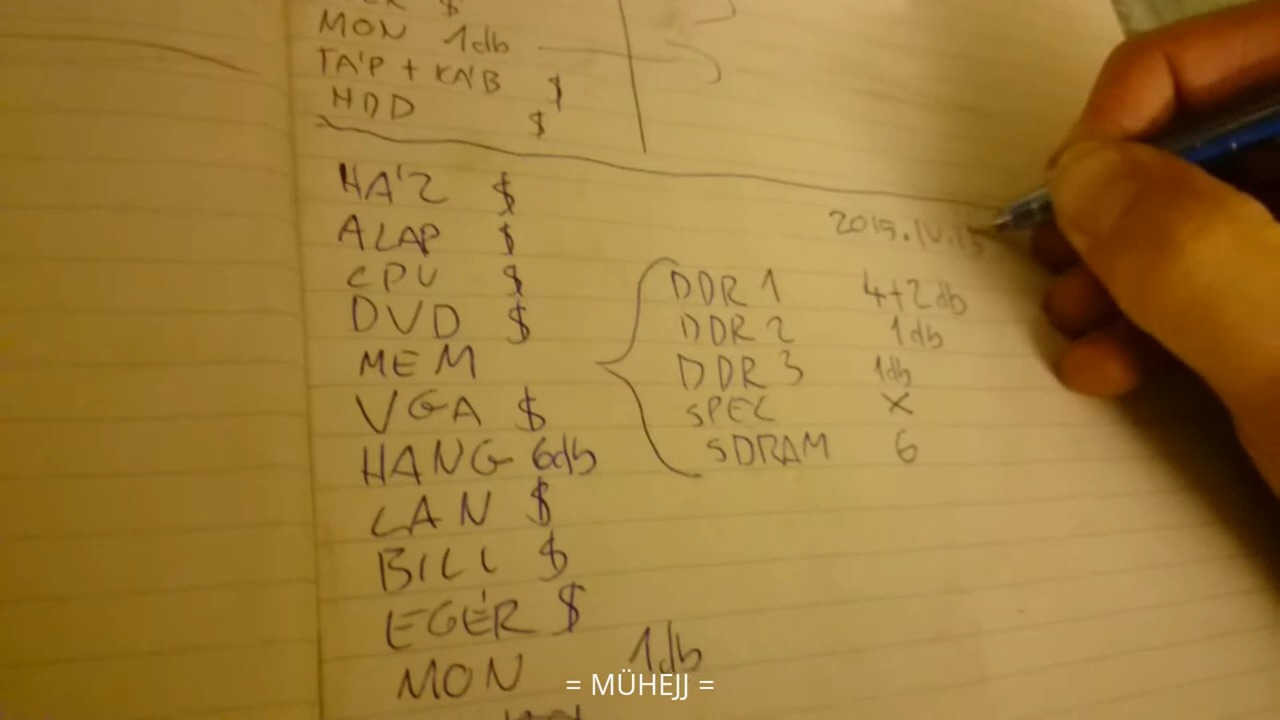 $
MON 1db
TÁP + KÁB $
HDD $
HÁZ $
ALAP $
CPU $
DVD $
MEM
VGA $
HANG 6db
LAN $
BILL $
EGÉR $
MON 1db
DDR 1 4+2db
DDR 2 1db
DDR 3 1db
SPEC X
SDRAM 6
= MÜHEJJ =